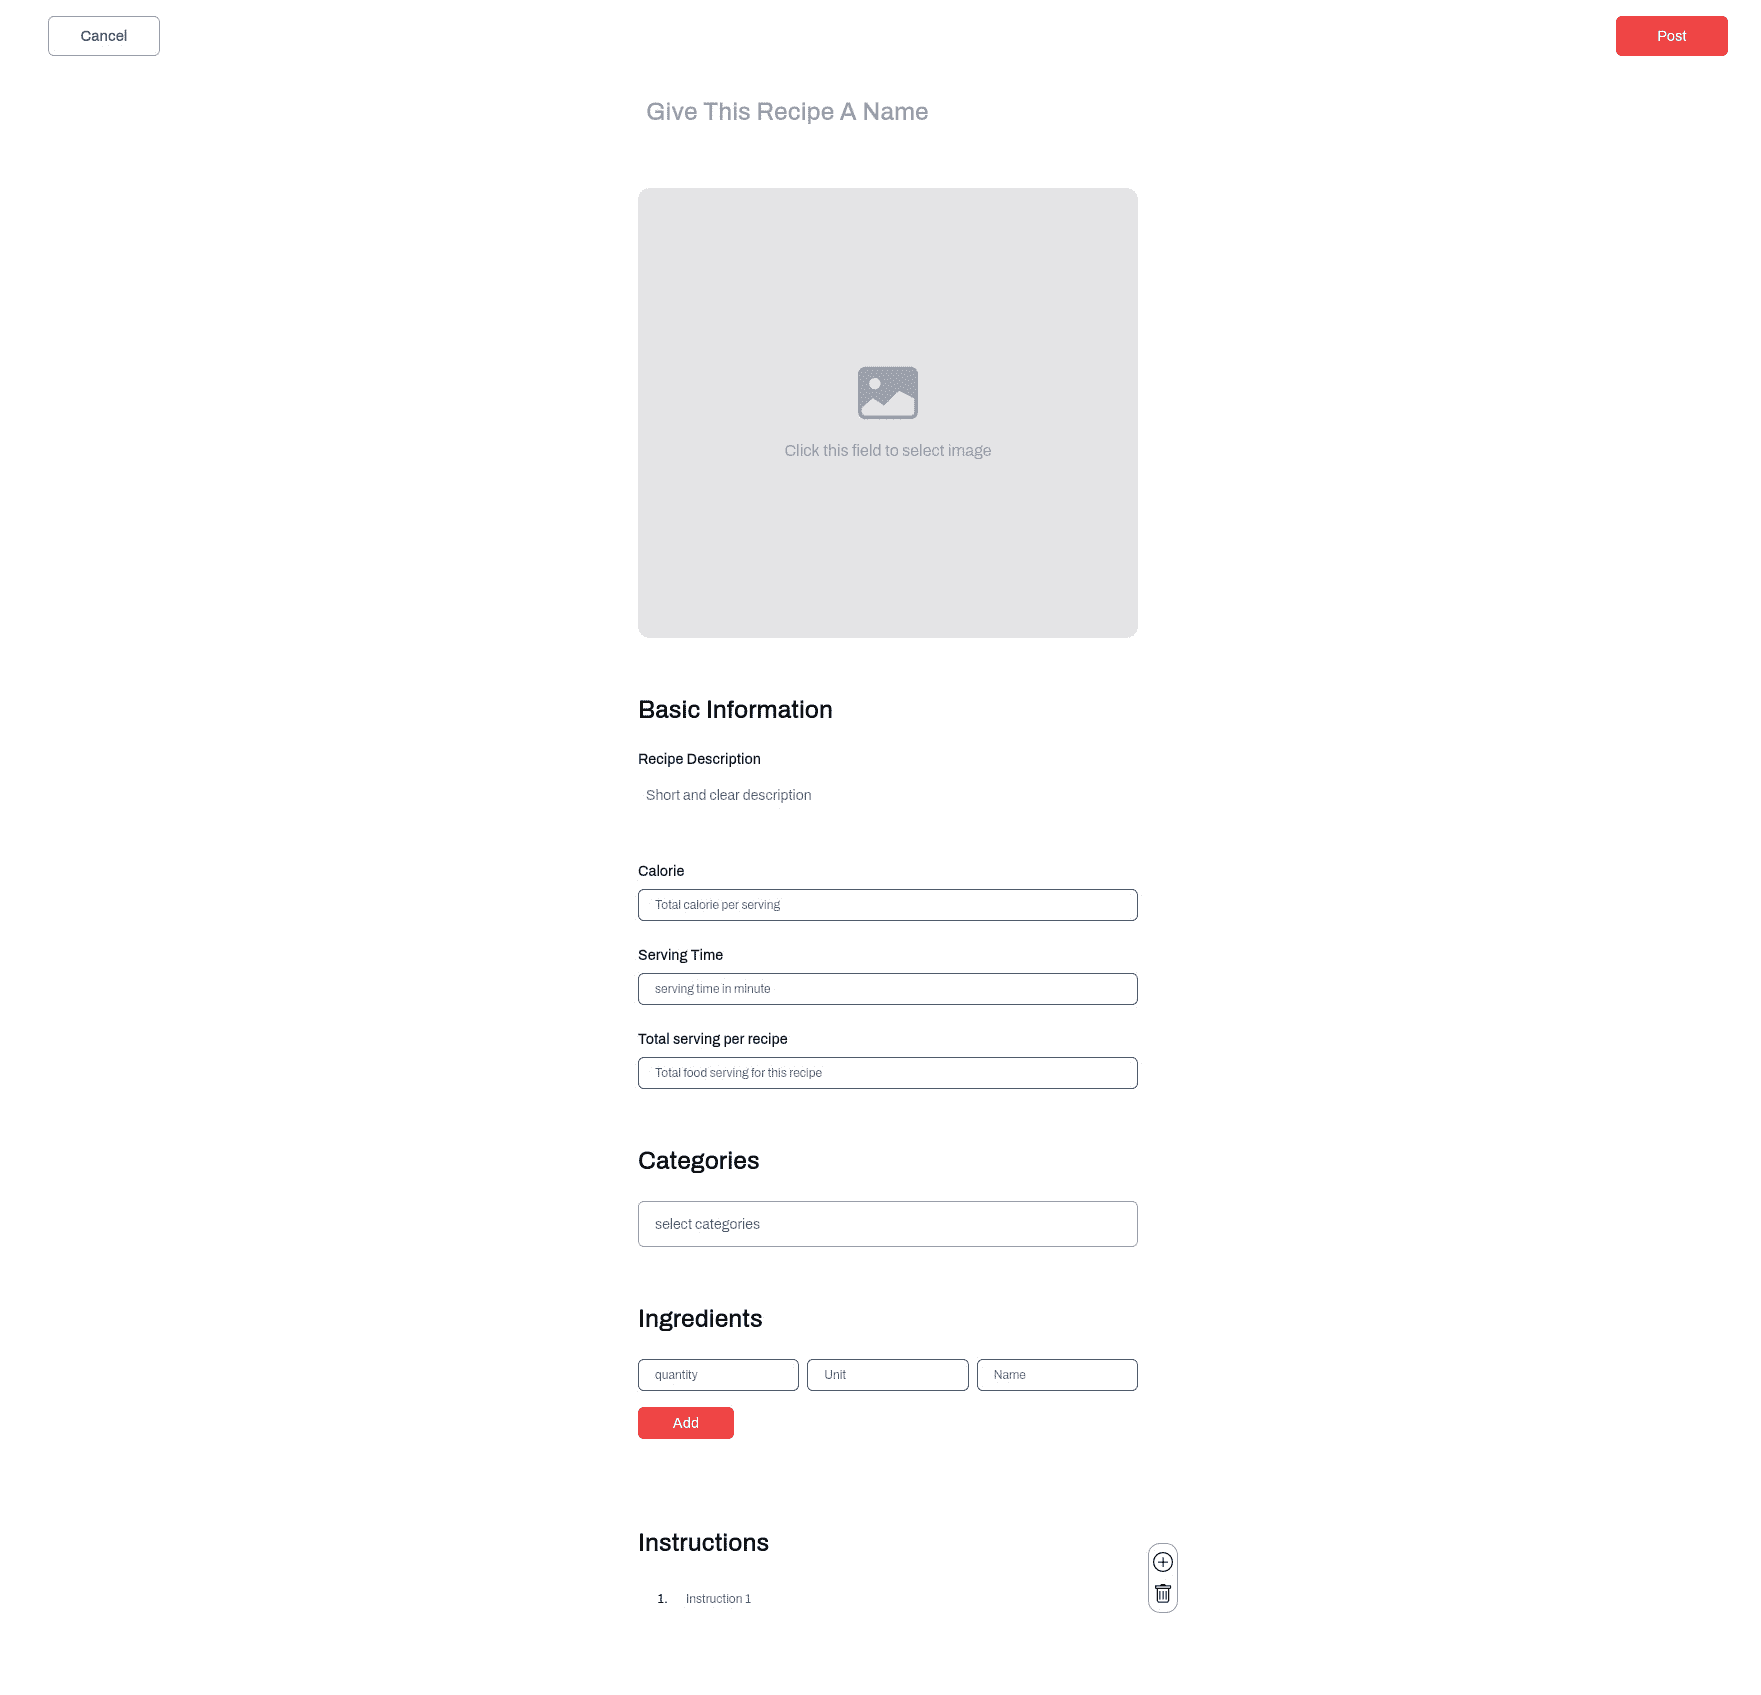 Cancel
Post
Give This Recipe A Name
Click this field to select image
Basic Information
Recipe Description
Short and clear description
Calorie
Total calorie per serving
Serving Time
serving time in minute
Total serving per recipe
Total food serving for this recipe
Categories
select categories
Ingredients
quantity Unit Name
Add
Instructions
1. Instruction 1